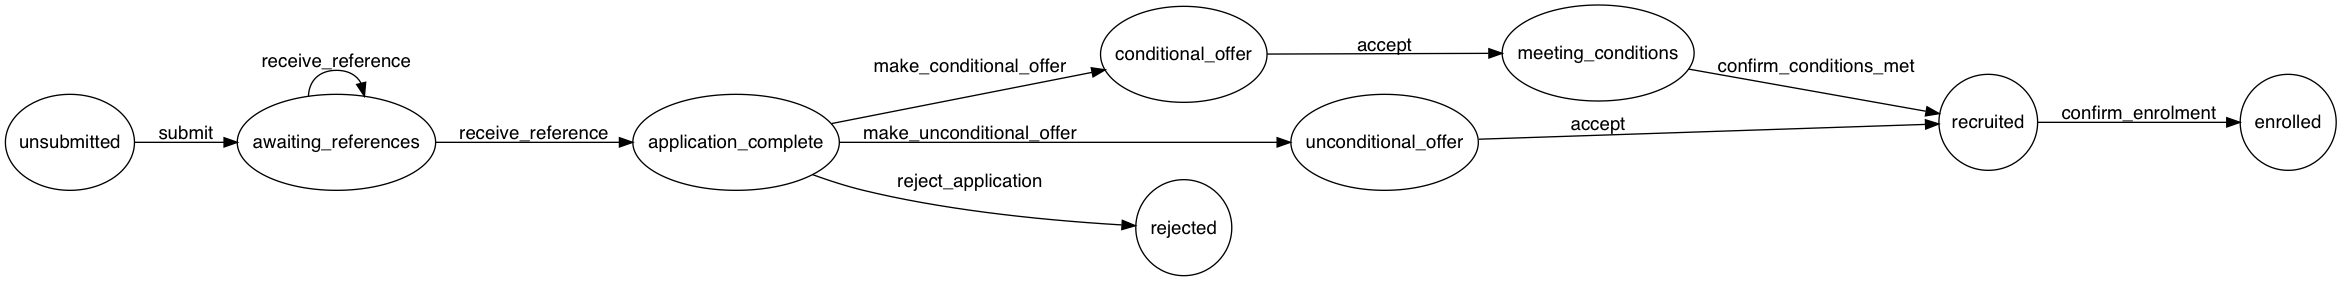 unsubmitted
submit
receive_reference
awaiting_references
receive_reference
application_complete
make_conditional_offer
make_unconditional_offer
reject_application
conditional_offer
accept
meeting_conditions
confirm_conditions_met
unconditional_offer
accept
rejected
recruited
confirm_enrolment
enrolled